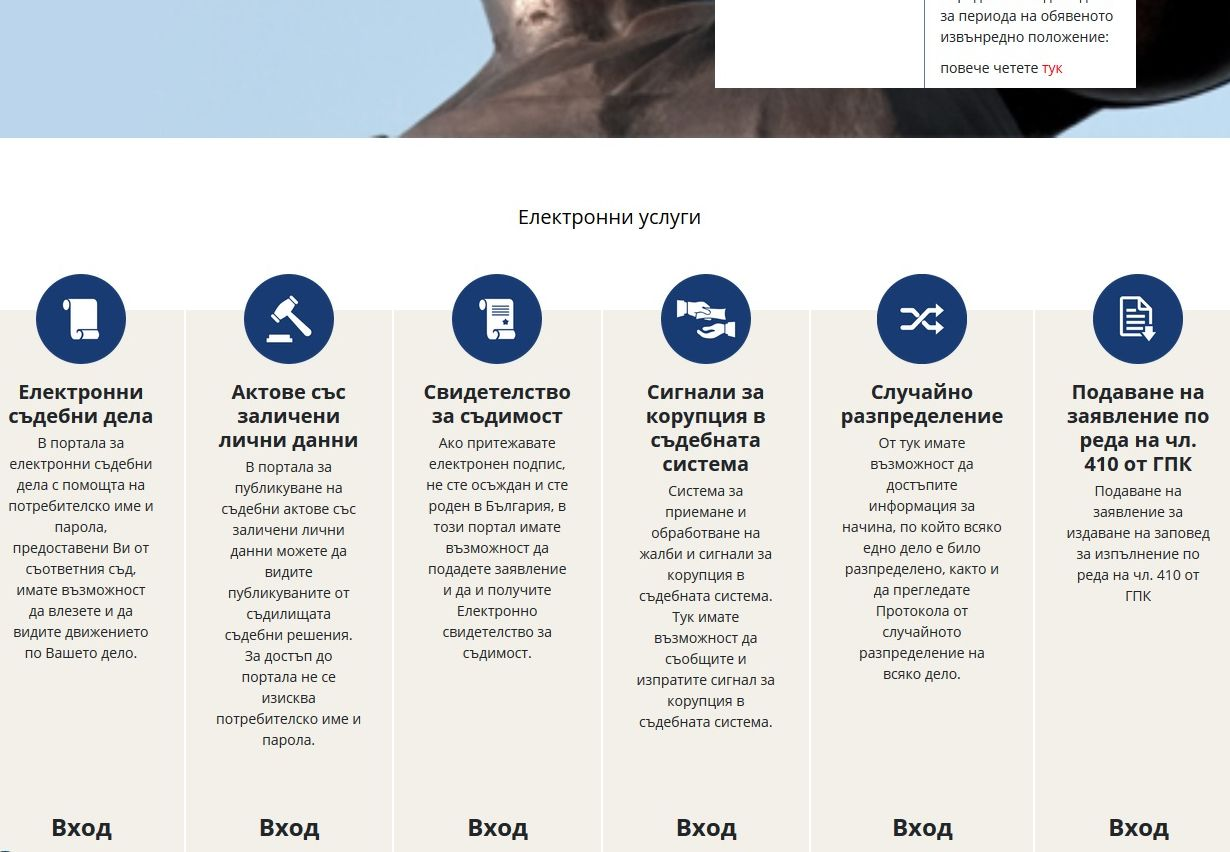 за периода на обявеното
извънредно положение:
повече четете тук
Електронни услуги
Електронни
съдебни дела
В портала за
електронни съдебни
дела с помощта на
потребителско име и
парола,
предоставени Ви от
съответния съд,
имате възможност
да влезете и да
видите движението
по Вашето дело.
Вход
Актове със
заличени
лични данни
В портала за
публикуване на
съдебни актове със
заличени лични
данни можете да
видите
публикуваните от
съдилищата
съдебни решения.
За достъп до
портала не се
изисква
потребителско име и
парола.
Вход
Свидетелство
за съдимост
Ако притежавате
електронен подпис,
не сте осъждан и сте
роден в България, в
този портал имате
възможност да
подадете заявление
и да и получите
Електронно
свидетелство за
съдимост.
Вход
Сигнали за
корупция в
съдебната
система
Система за
приемане и
обработване на
жалби и сигнали за
корупция в
съдебната система.
Тук имате
възможност да
съобщите и
изпратите сигнал за
корупция в
съдебната система.
Вход
Случайно
разпределение
От тук имате
възможност да
достъпите
информация за
начина, по който всяко
едно дело е било
разпределено, както и
да прегледате
Протокола от
случайното
разпределение на
всяко дело.
Вход
Подаване на
заявление по
реда на чл.
410 от ГПК
Подаване на
заявление за
издаване на заповед
за изпълнение по
реда на чл. 410 от
ГПК
Вход